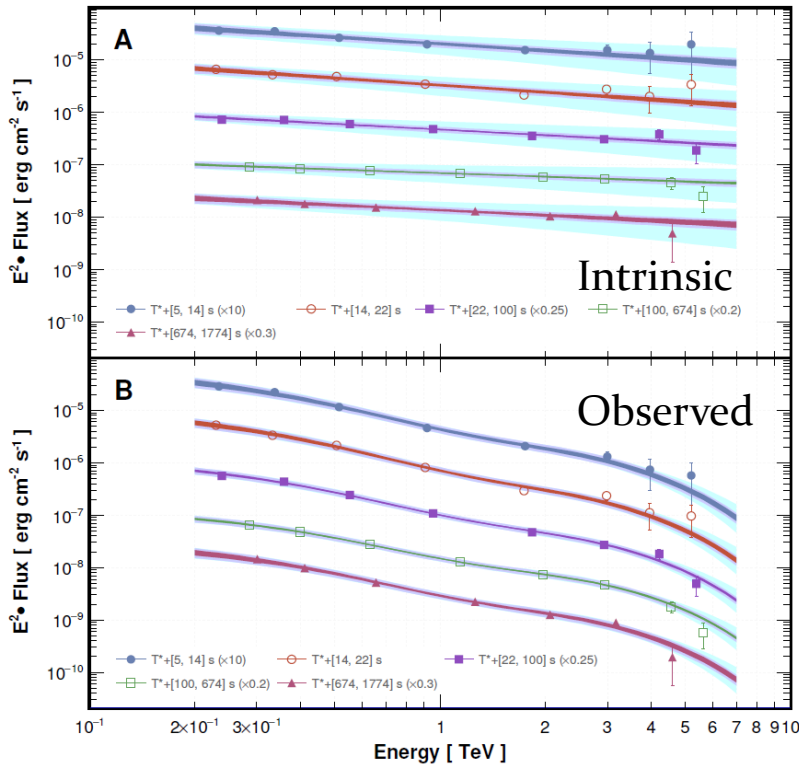 A
10⁻⁵
10⁻⁶
10⁻⁷
10⁻⁸
10⁻⁹
10⁻¹⁰
E²• Flux [ erg cm⁻² s⁻¹ ]
Intrinsic
T*+[5, 14] s (×10)
T*+[14, 22] s
T*+[22, 100] s (×0.25)
T*+[100, 674] s (×0.2)
T*+[674, 1774] s (×0.3)
B
Observed
10⁻⁵
10⁻⁶
10⁻⁷
10⁻⁸
10⁻⁹
10⁻¹⁰
E²• Flux [ erg cm⁻² s⁻¹ ]
T*+[5, 14] s (×10)
T*+[14, 22] s
T*+[22, 100] s (×0.25)
T*+[100, 674] s (×0.2)
T*+[674, 1774] s (×0.3)
10⁻¹ 2×10⁻¹ 3×10⁻¹ 1 2 3 4 5 6 7 8 910
Energy [ TeV ]